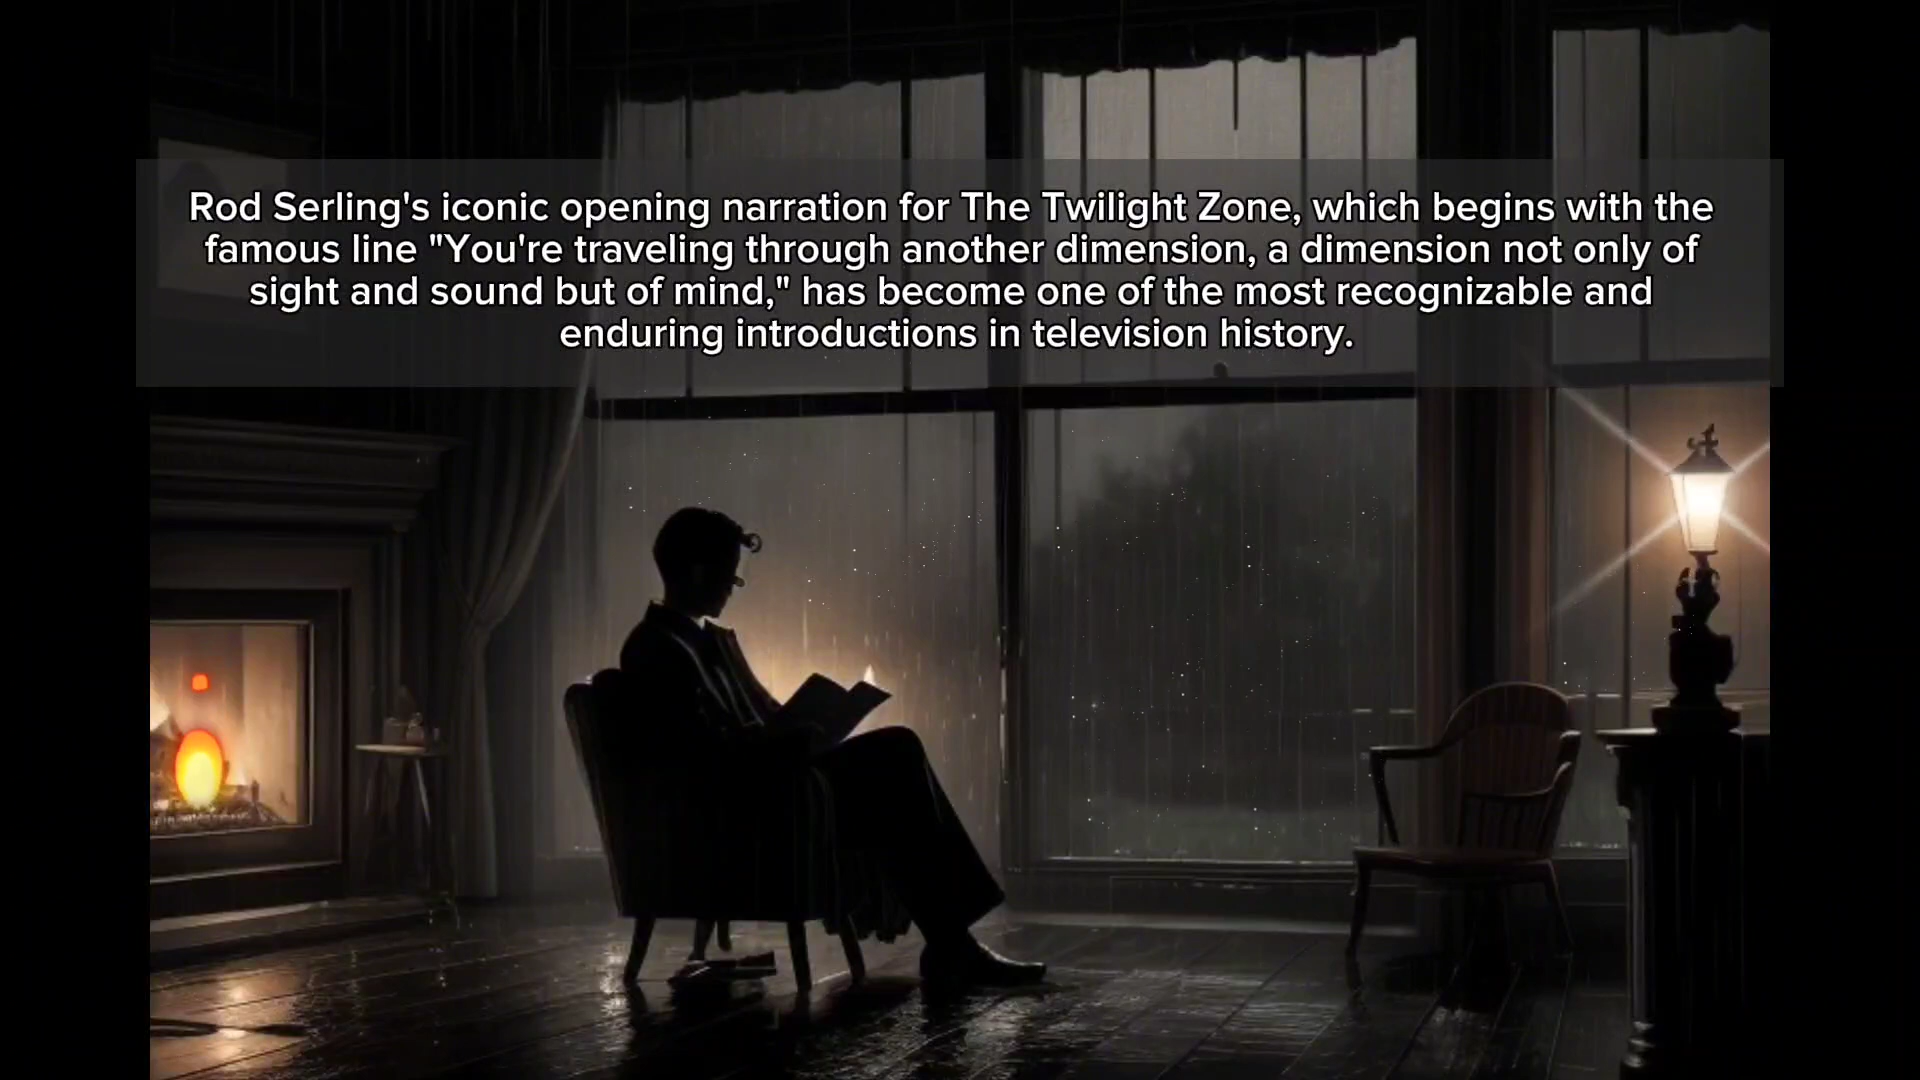 Rod Serling's iconic opening narration for The Twilight Zone, which begins with the
famous line "You're traveling through another dimension, a dimension not only of
sight and sound but of mind," has become one of the most recognizable and
enduring introductions in television history.